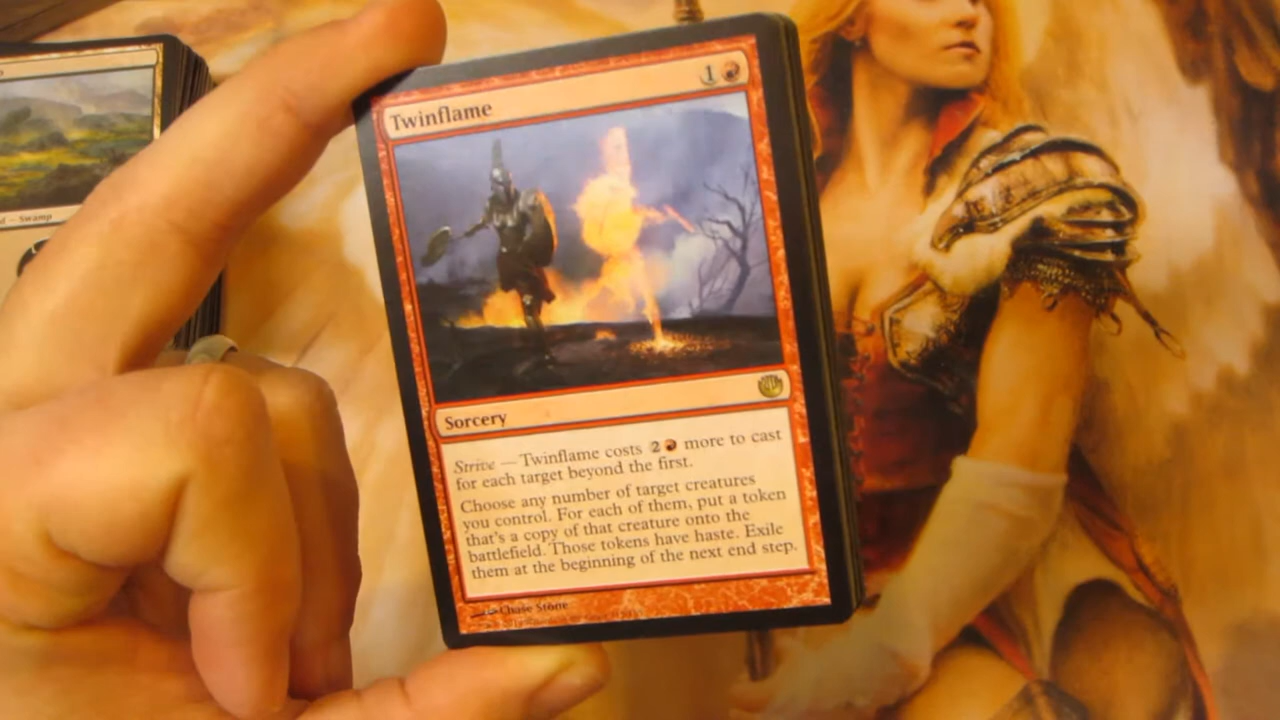 d — Swamp
Twinflame
1
Sorcery
Strive — Twinflame costs 2 more to cast
for each target beyond the first.
Choose any number of target creatures
you control. For each of them, put a token
that's a copy of that creature onto the
battlefield. Those tokens have haste. Exile
them at the beginning of the next end step.
Chase Stone